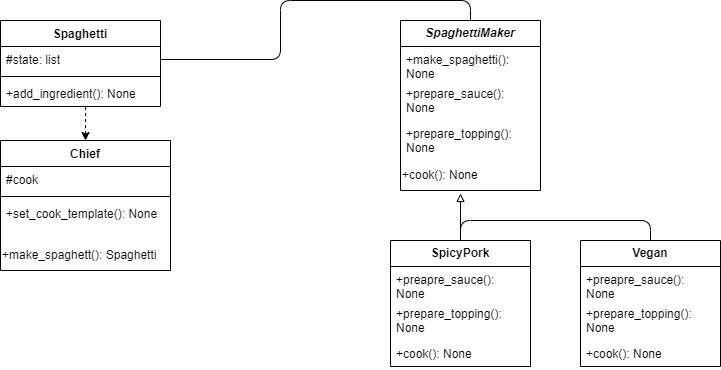 Spaghetti
#state: list
+add_ingredient(): None
Chief
#cook
+set_cook_template(): None
+make_spaghett(): Spaghetti
SpaghettiMaker
+make_spaghetti():
None
+prepare_sauce():
None
+prepare_topping():
None
+cook(): None
SpicyPork
+preapre_sauce():
None
+prepare_topping():
None
+cook(): None
Vegan
+preapre_sauce():
None
+prepare_topping():
None
+cook(): None